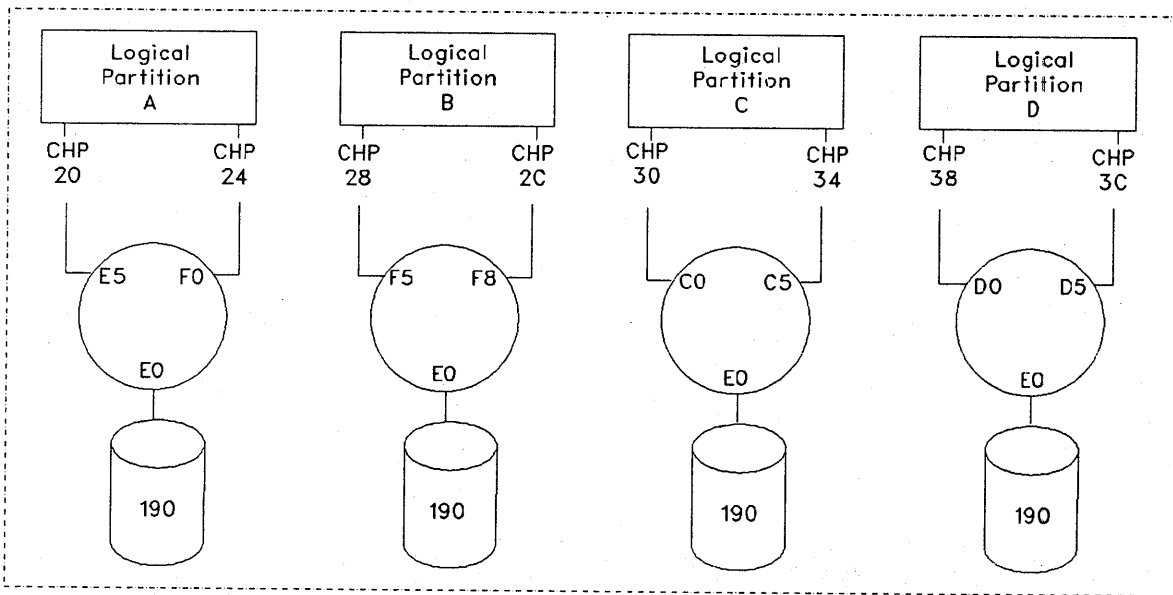 Logical
Partition
A
Logical
Partition
B
Logical
Partition
C
Logical
Partition
D
CHP
20
CHP
24
CHP
28
CHP
2C
CHP
30
CHP
34
CHP
38
CHP
3C
E5
F0
F5
F8
C0
C5
D0
D5
E0
E0
E0
E0
190
190
190
190